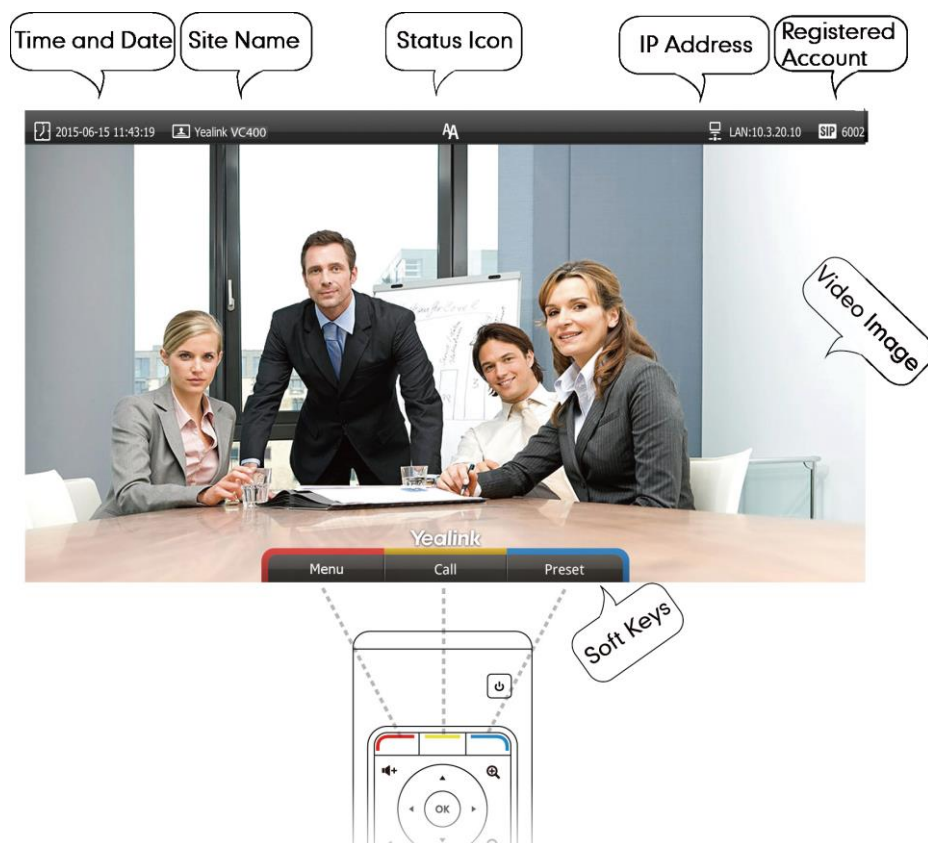 Time and Date
Site Name
Status Icon
IP Address
Registered
Account
2015-06-15 11:43:19
Yealink VC400
AA
LAN:10.3.20.10
SIP 6002
Video Image
Yealink
Menu
Call
Preset
Soft Keys
OK